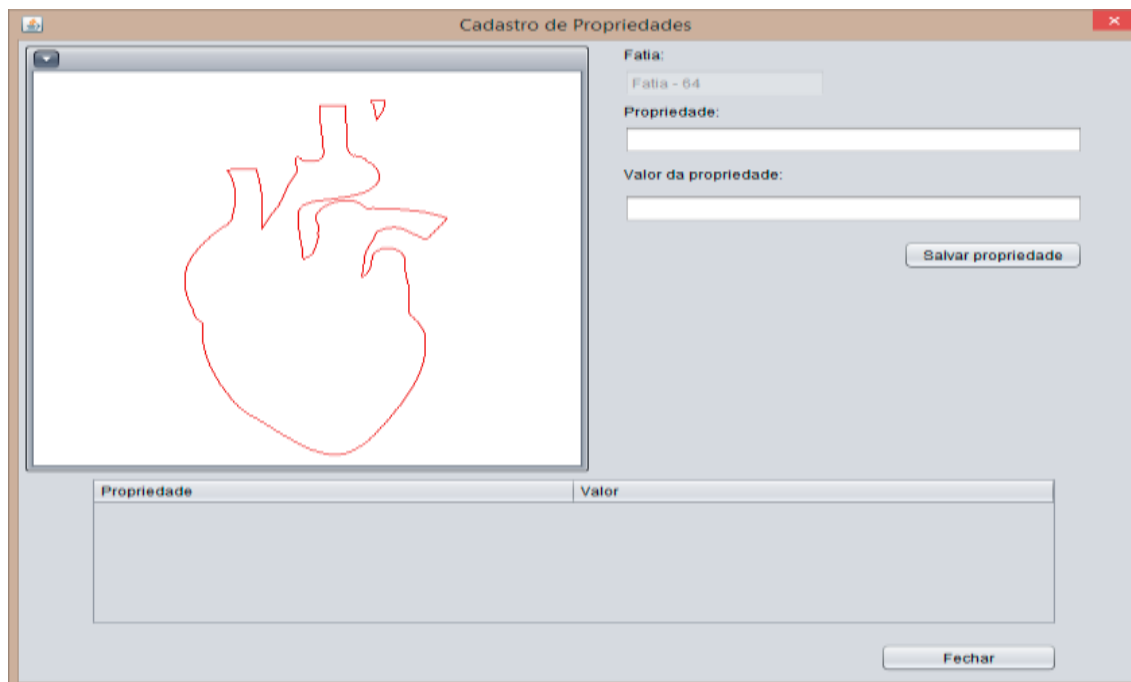 Cadastro de Propriedades
Fatia:
Fatia - 64
Propriedade:
Valor da propriedade:
Salvar propriedade
Propriedade Valor
Fechar